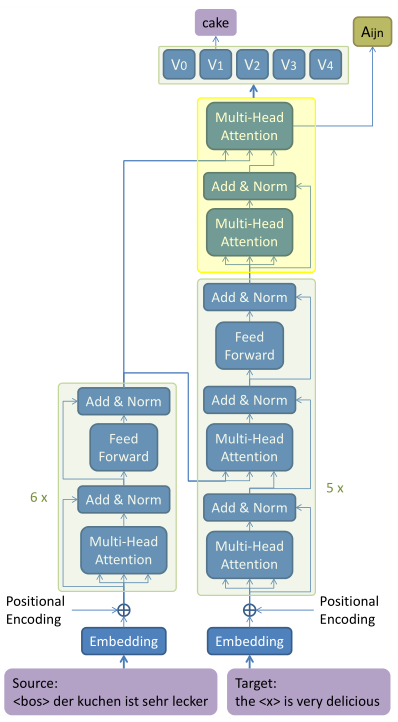 cake
Aijn
V0 V1 V2 V3 V4
Multi-Head
Attention
Add & Norm
Multi-Head
Attention
Add & Norm
Feed
Forward
Add & Norm
Multi-Head
Attention
Add & Norm
Multi-Head
Attention
5 x
Add & Norm
Feed
Forward
6 x
Add & Norm
Multi-Head
Attention
Positional
Encoding
Positional
Encoding
Embedding
Embedding
Source:
<bos> der kuchen ist sehr lecker
Target:
the <x> is very delicious